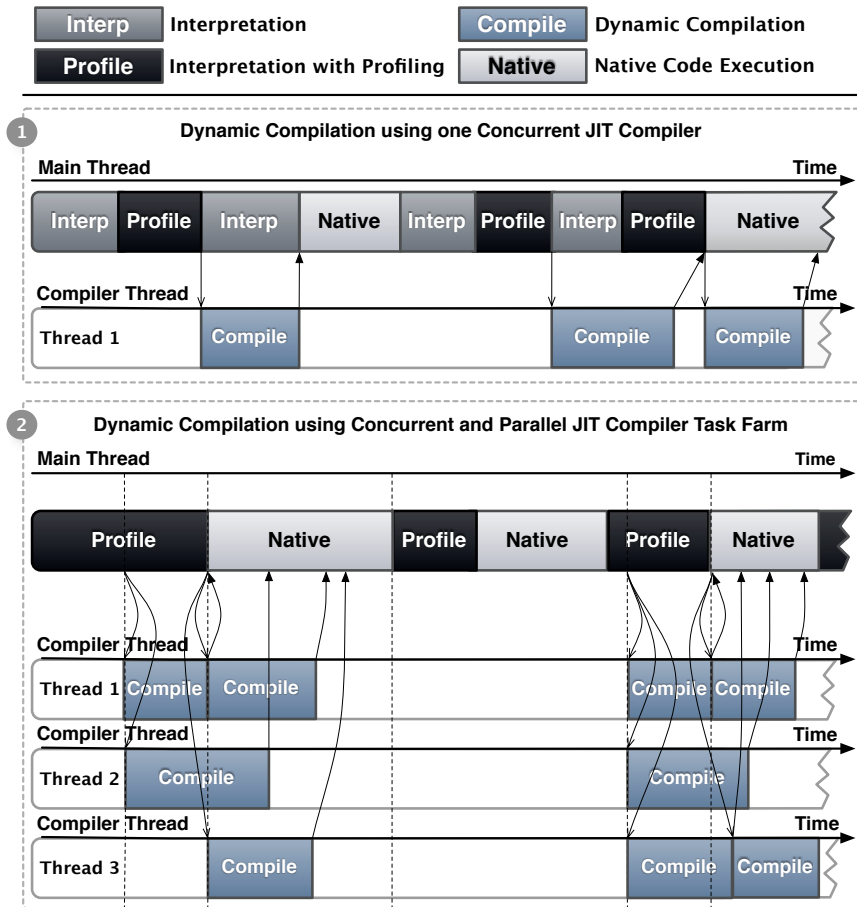 Interp Interpretation Compile Dynamic Compilation
Profile Interpretation with Profiling Native Native Code Execution
1 Dynamic Compilation using one Concurrent JIT Compiler
Main Thread Time
Interp Profile Interp Native Interp Profile Interp Profile Native
Compiler Thread Time
Thread 1 Compile Compile Compile
2 Dynamic Compilation using Concurrent and Parallel JIT Compiler Task Farm
Main Thread Time
Profile Native Profile Native Profile Native
Compiler Thread Time
Thread 1 Compile Compile Compile Compile
Compiler Thread Time
Thread 2 Compile Compile
Compiler Thread Time
Thread 3 Compile Compile Compile